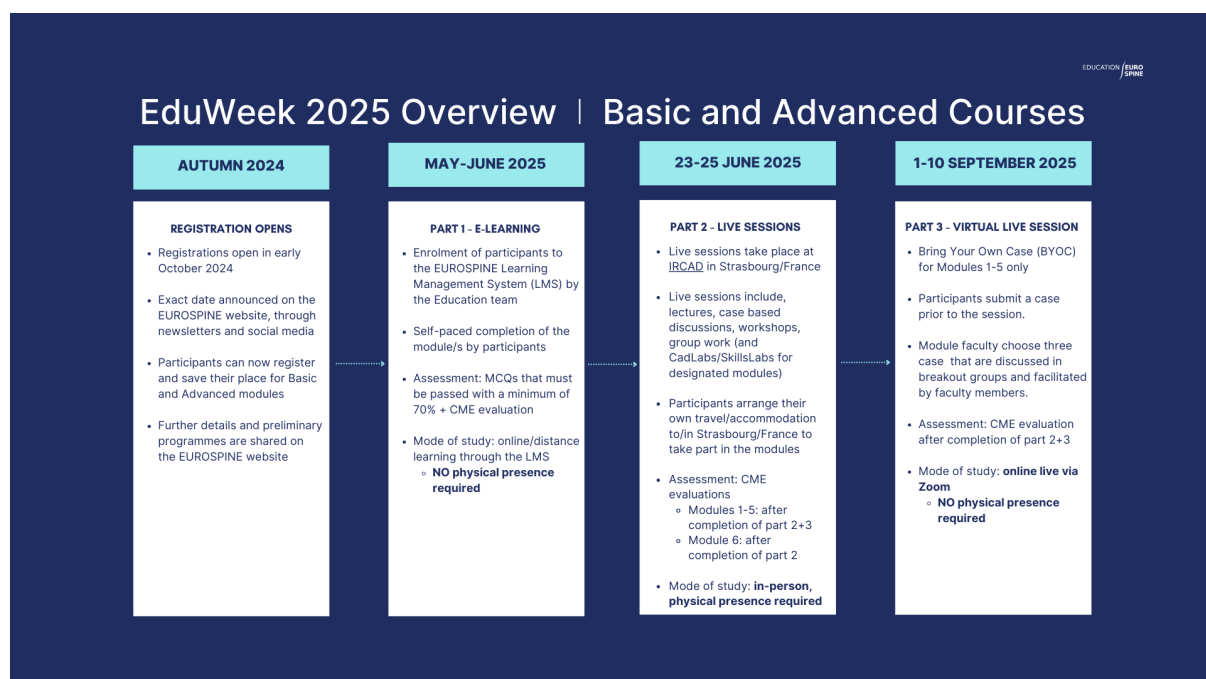 EDUCATION EURO
SPINE
EduWeek 2025 Overview | Basic and Advanced Courses
AUTUMN 2024
REGISTRATION OPENS
• Registrations open in early
October 2024
• Exact date announced on the
EUROSPINE website, through
newsletters and social media
• Participants can now register
and save their place for Basic
and Advanced modules
• Further details and preliminary
programmes are shared on
the EUROSPINE website
MAY-JUNE 2025
PART 1 - E-LEARNING
• Enrolment of participants to
the EUROSPINE Learning
Management System (LMS) by
the Education team
• Self-paced completion of the
module/s by participants
• Assessment: MCQs that must
be passed with a minimum of
70% + CME evaluation
• Mode of study: online/distance
learning through the LMS
◦ NO physical presence
required
23-25 JUNE 2025
PART 2 - LIVE SESSIONS
• Live sessions take place at
IRCAD in Strasbourg/France
• Live sessions include,
lectures, case based
discussions, workshops,
group work (and
CadLabs/SkillsLabs for
designated modules)
• Participants arrange their
own travel/accommodation
to/in Strasbourg/France to
take part in the modules
• Assessment: CME
evaluations
◦ Modules 1-5: after
completion of part 2+3
◦ Module 6: after
completion of part 2
• Mode of study: in-person,
physical presence required
1-10 SEPTEMBER 2025
PART 3 - VIRTUAL LIVE SESSION
• Bring Your Own Case (BYOC)
for Modules 1-5 only
• Participants submit a case
prior to the session.
• Module faculty choose three
case that are discussed in
breakout groups and facilitated
by faculty members.
• Assessment: CME evaluation
after completion of part 2+3
• Mode of study: online live via
Zoom
◦ NO physical presence
required